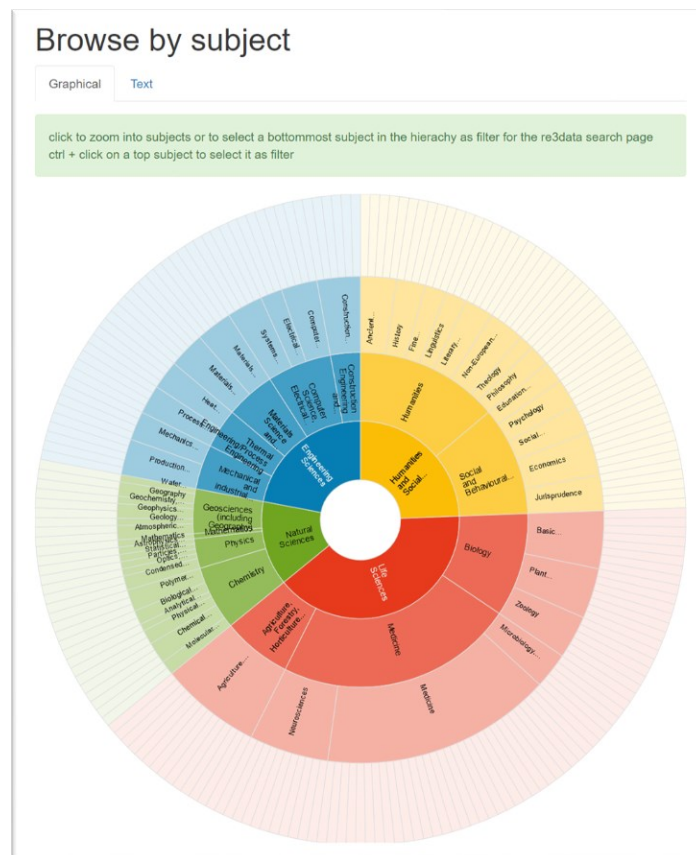 Browse by subject
Graphical
Text
click to zoom into subjects or to select a bottommost subject in the hierachy as filter for the re3data search page
ctrl + click on a top subject to select it as filter
Humanities
and
Social...
Life
Sciences
Natural
Sciences
Engineering
Sciences
Humanities
Social
and
Behavioural...
Biology
Medicine
Agriculture,
Forestry,
Horticulture...
Chemistry
Physics
Mathematics
Geosciences
(including
Geography)
Mechanical
and
industrial
Thermal
Engineering/Process
Engineering
Materials
Science
and
Computer
Science,
Electrical
Construction
Engineering
and...
Ancient...
History
Fine...
Linguistics
Literary...
Non-European...
Theology
Philosophy
Education...
Psychology
Social...
Economics
Jurisprudence
Basic...
Plant...
Zoology
Microbiology,...
Medicine
Neurosciences
Agriculture...
Molecular...
Chemical...
Physical...
Analytical...
Biological...
Polymer...
Condensed
Optics,...
Particles,...
Statistical...
Astrophysics...
Mathematics
Atmospheric...
Geology...
Geophysics...
Geochemistry,...
Geography
Water...
Production...
Mechanics...
Process...
Heat...
Materials...
Materials...
Systems...
Electrical...
Computer...
Construction...